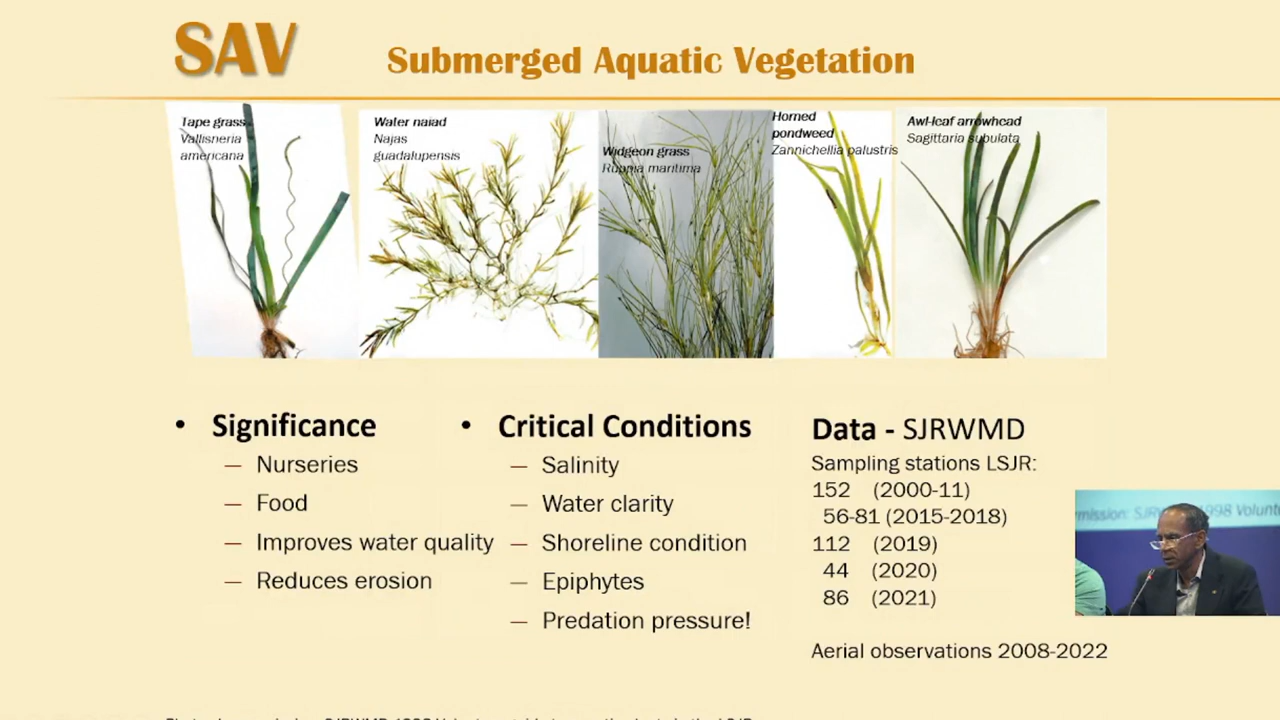 SAV
Submerged Aquatic Vegetation
Tape grass
Vallisneria
americana
Water naiad
Najas
guadalupensis
Widgeon grass
Ruppia maritima
Horned
pondweed
Zannichellia palustris
Awl-leaf arrowhead
Sagittaria subulata
• Significance
— Nurseries
— Food
— Improves water quality
— Reduces erosion
• Critical Conditions
— Salinity
— Water clarity
— Shoreline condition
— Epiphytes
— Predation pressure!
Data - SJRWMD
Sampling stations LSJR:
152 (2000-11)
56-81 (2015-2018)
112 (2019)
44 (2020)
86 (2021)
Aerial observations 2008-2022
1998 Volunt